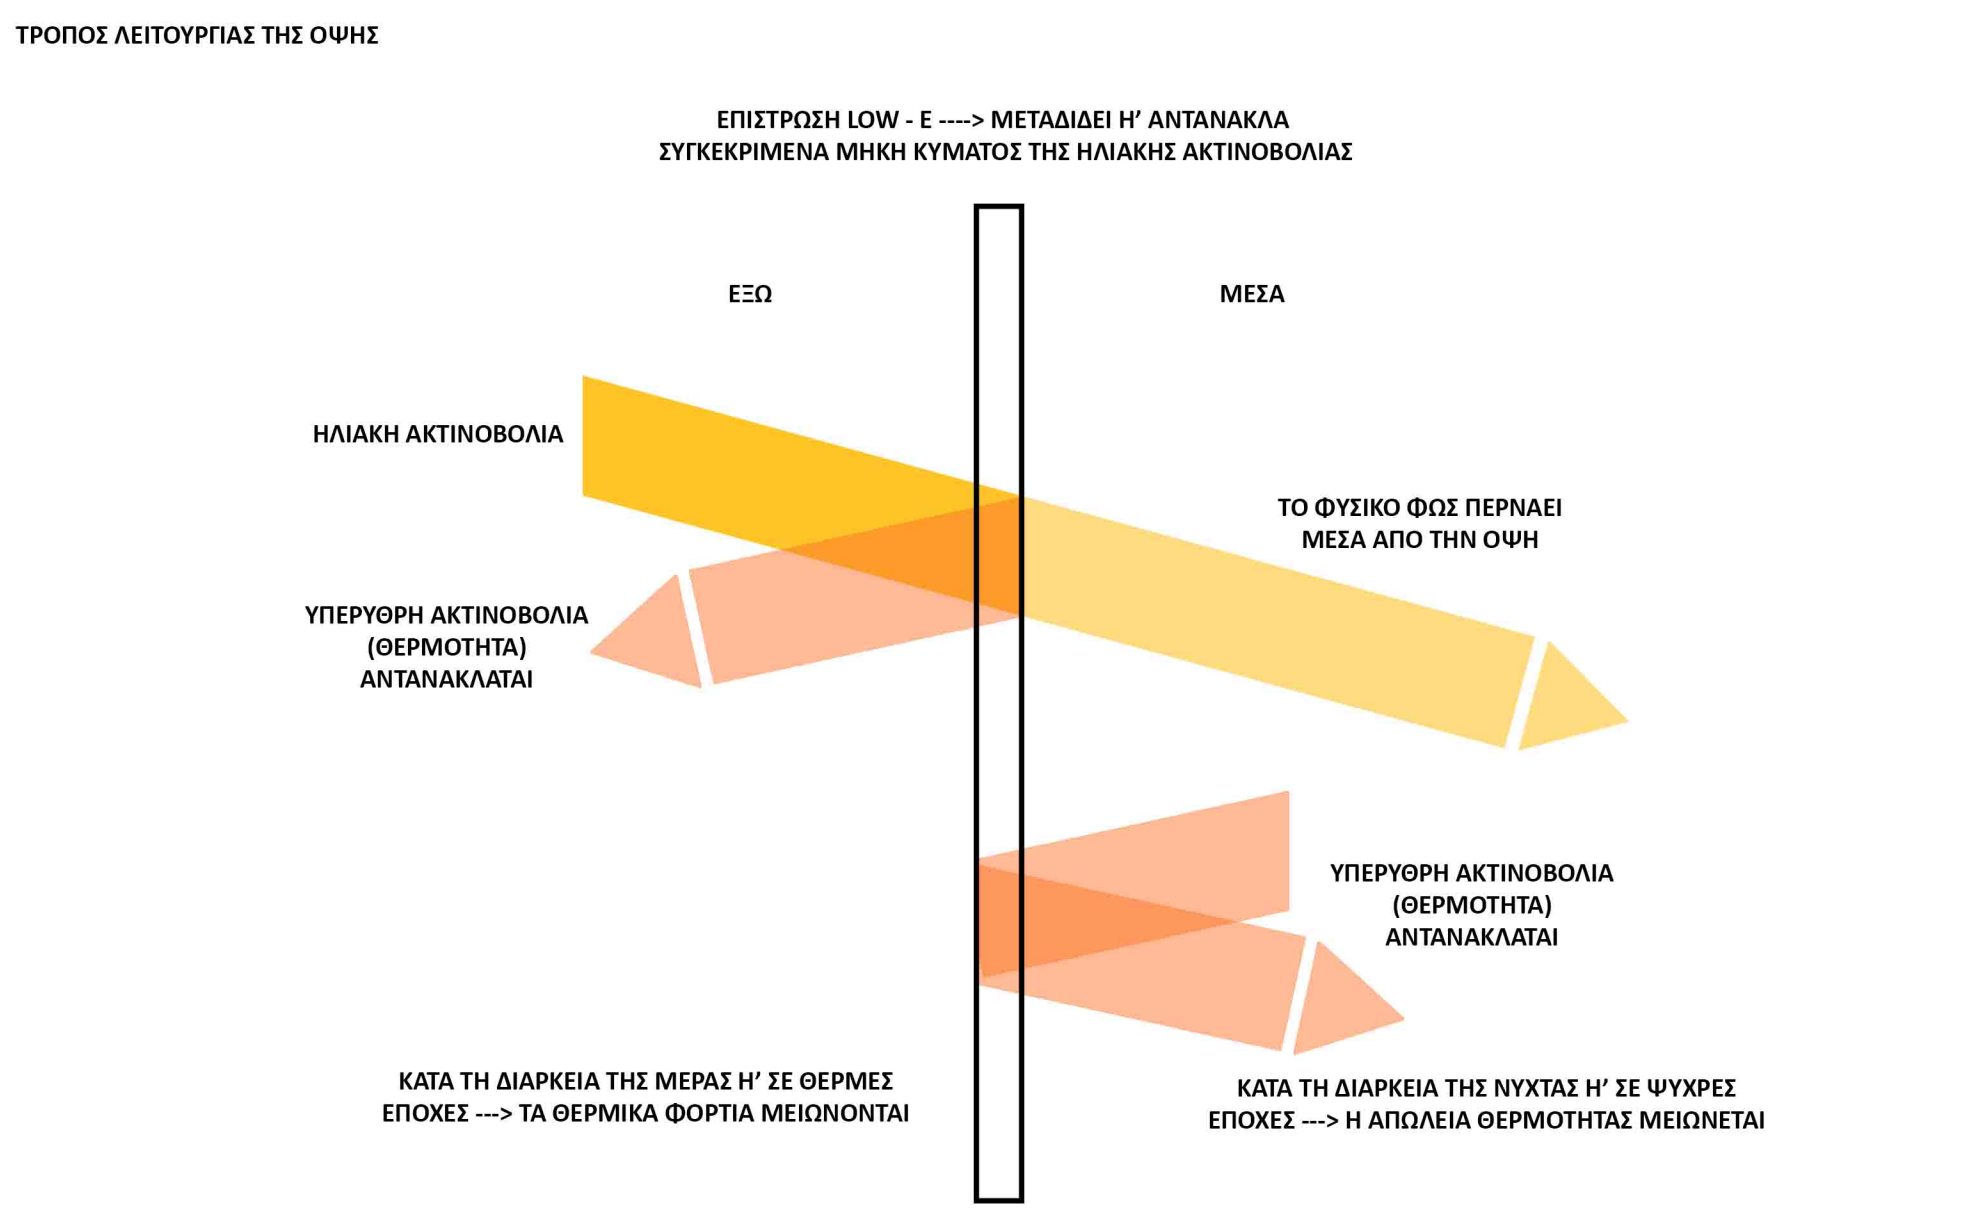 ΤΡΟΠΟΣ ΛΕΙΤΟΥΡΓΙΑΣ ΤΗΣ ΟΨΗΣ
ΕΠΙΣΤΡΩΣΗ LOW - E ----> ΜΕΤΑΔΙΔΕΙ Η’ ΑΝΤΑΝΑΚΛΑ
ΣΥΓΚΕΚΡΙΜΕΝΑ ΜΗΚΗ ΚΥΜΑΤΟΣ ΤΗΣ ΗΛΙΑΚΗΣ ΑΚΤΙΝΟΒΟΛΙΑΣ
ΕΞΩ
ΜΕΣΑ
ΗΛΙΑΚΗ ΑΚΤΙΝΟΒΟΛΙΑ
ΤΟ ΦΥΣΙΚΟ ΦΩΣ ΠΕΡΝΑΕΙ
ΜΕΣΑ ΑΠΟ ΤΗΝ ΟΨΗ
ΥΠΕΡΥΘΡΗ ΑΚΤΙΝΟΒΟΛΙΑ
(ΘΕΡΜΟΤΗΤΑ)
ΑΝΤΑΝΑΚΛΑΤΑΙ
ΥΠΕΡΥΘΡΗ ΑΚΤΙΝΟΒΟΛΙΑ
(ΘΕΡΜΟΤΗΤΑ)
ΑΝΤΑΝΑΚΛΑΤΑΙ
ΚΑΤΑ ΤΗ ΔΙΑΡΚΕΙΑ ΤΗΣ ΜΕΡΑΣ Η’ ΣΕ ΘΕΡΜΕΣ
ΕΠΟΧΕΣ ---> ΤΑ ΘΕΡΜΙΚΑ ΦΟΡΤΙΑ ΜΕΙΩΝΟΝΤΑΙ
ΚΑΤΑ ΤΗ ΔΙΑΡΚΕΙΑ ΤΗΣ ΝΥΧΤΑΣ Η’ ΣΕ ΨΥΧΡΕΣ
ΕΠΟΧΕΣ ---> Η ΑΠΩΛΕΙΑ ΘΕΡΜΟΤΗΤΑΣ ΜΕΙΩΝΕΤΑΙ